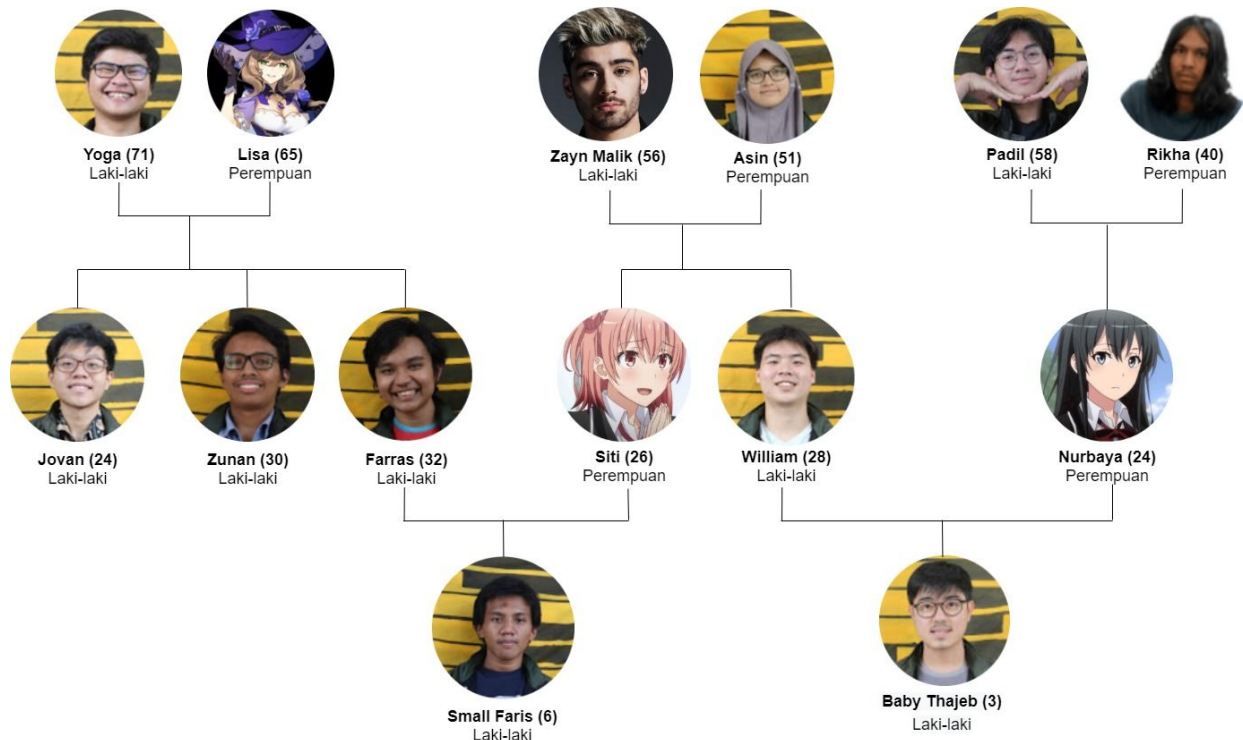 Yoga (71)
Laki-laki
Lisa (65)
Perempuan
Zayn Malik (56)
Laki-laki
Asin (51)
Perempuan
Padil (58)
Laki-laki
Rikha (40)
Perempuan
Jovan (24)
Laki-laki
Zunan (30)
Laki-laki
Farras (32)
Laki-laki
Siti (26)
Perempuan
William (28)
Laki-laki
Nurbaya (24)
Perempuan
Small Faris (6)
Laki-laki
Baby Thajeb (3)
Laki-laki